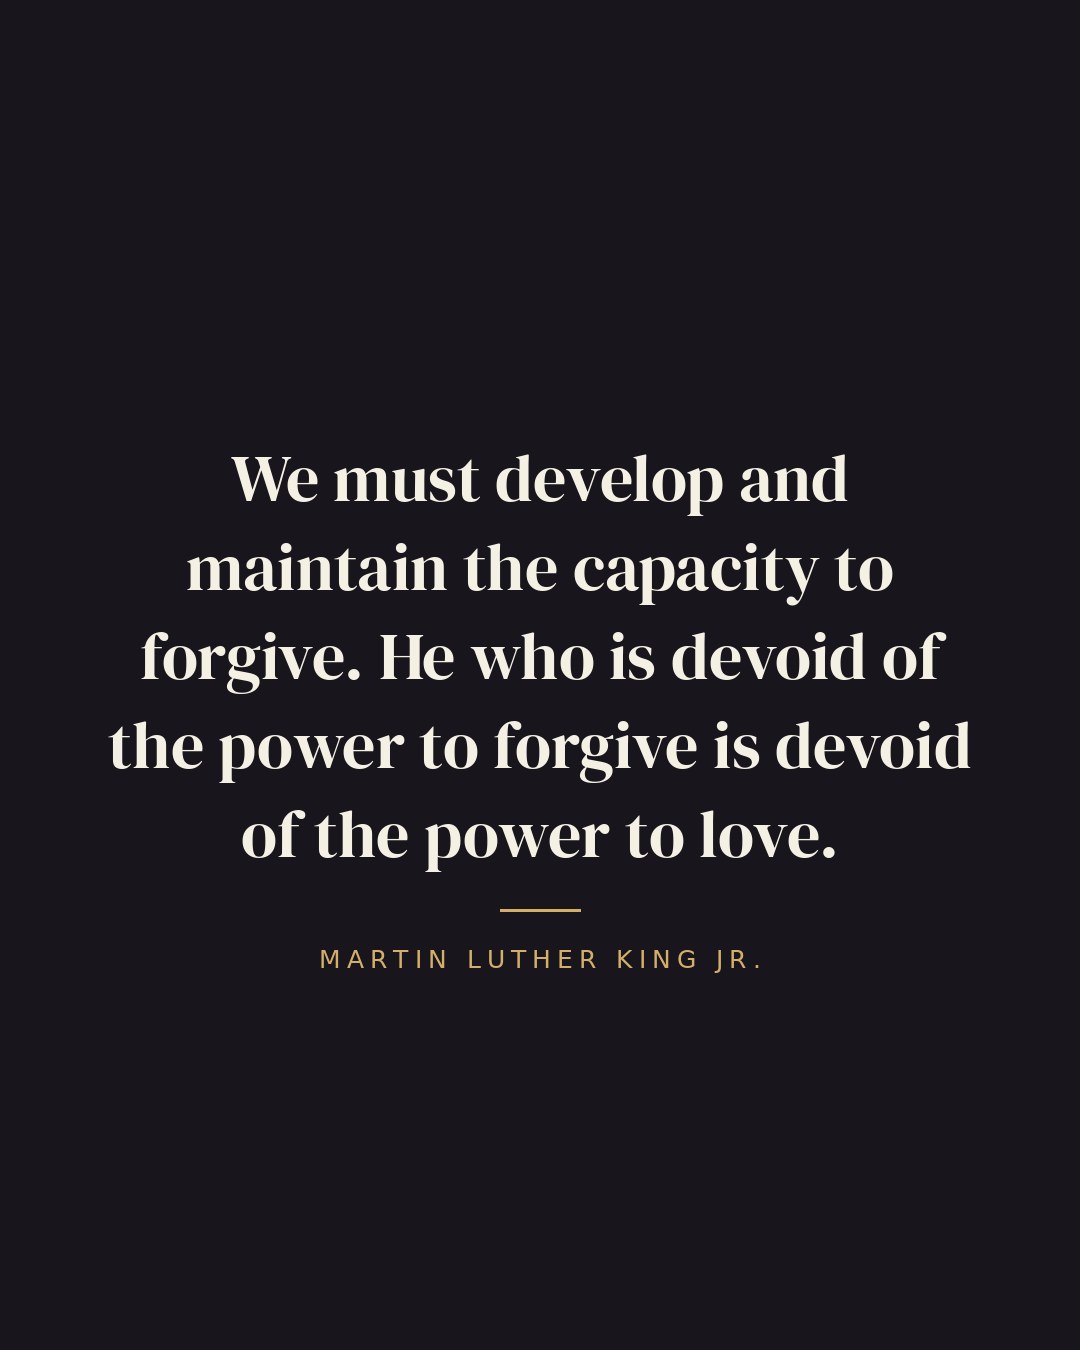 We must develop and
maintain the capacity to
forgive. He who is devoid of
the power to forgive is devoid
of the power to love.
MARTIN LUTHER KING JR.